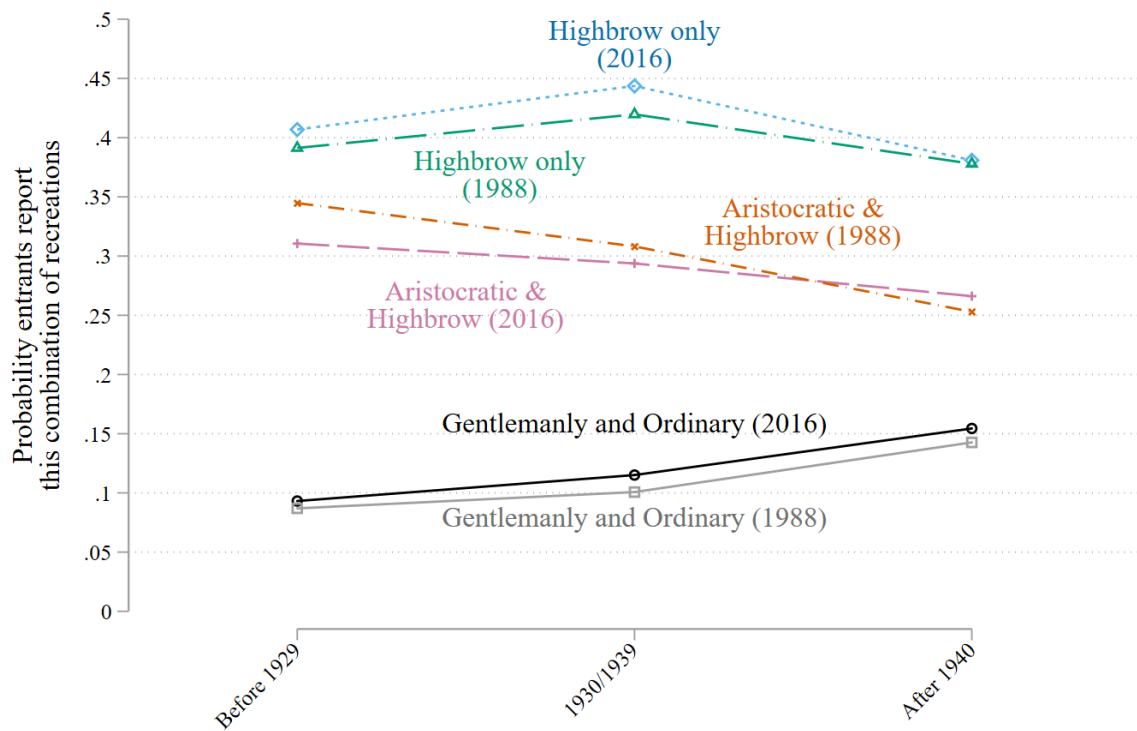 .5
.45
.4
.35
.3
.25
.2
.15
.1
.05
0
Probability entrants report
this combination of recreations
Highbrow only
(2016)
Highbrow only
(1988)
Aristocratic &
Highbrow (1988)
Aristocratic &
Highbrow (2016)
Gentlemanly and Ordinary (2016)
Gentlemanly and Ordinary (1988)
Before 1929
1930/1939
After 1940